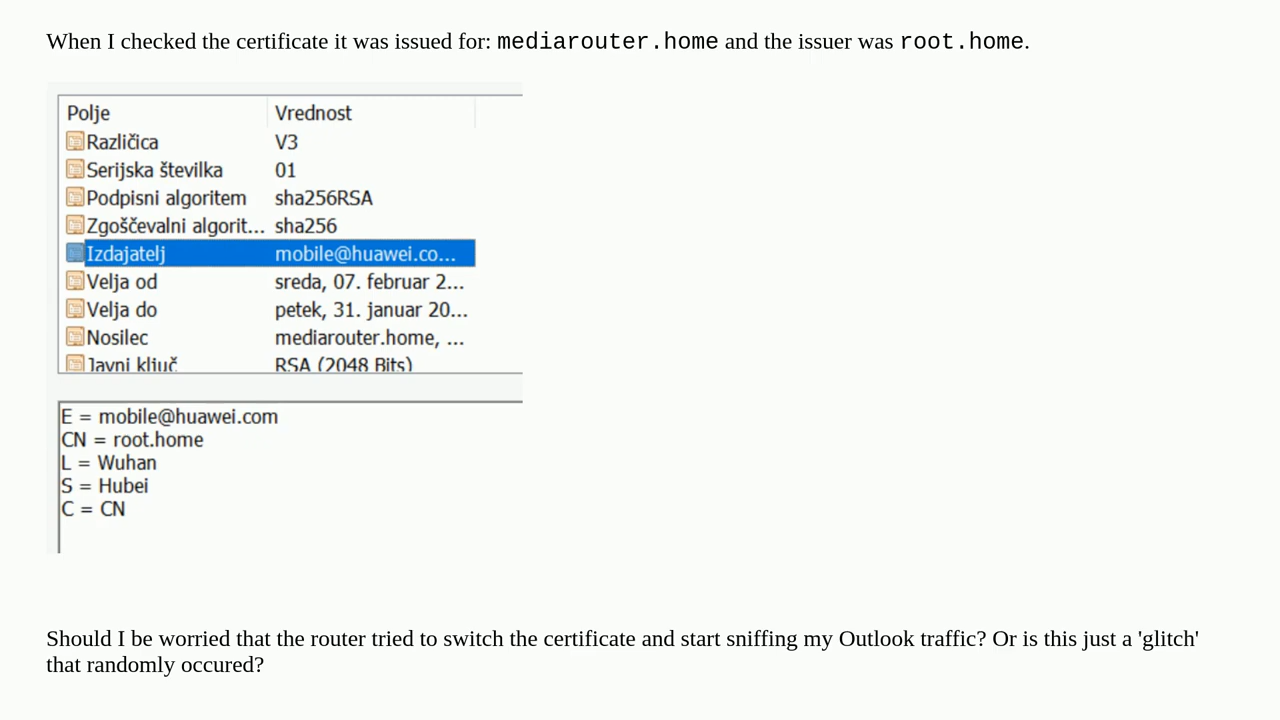 When I checked the certificate it was issued for: mediarouter.home and the issuer was root.home.
Polje Vrednost
Različica V3
Serijska številka 01
Podpisni algoritem sha256RSA
Zgoščevalni algorit... sha256
Izdajatelj mobile@huawei.co...
Velja od sreda, 07. februar 2...
Velja do petek, 31. januar 20...
Nosilec mediarouter.home, ...
Javni ključ RSA (2048 Bits)
E = mobile@huawei.com
CN = root.home
L = Wuhan
S = Hubei
C = CN
Should I be worried that the router tried to switch the certificate and start sniffing my Outlook traffic? Or is this just a 'glitch'
that randomly occured?